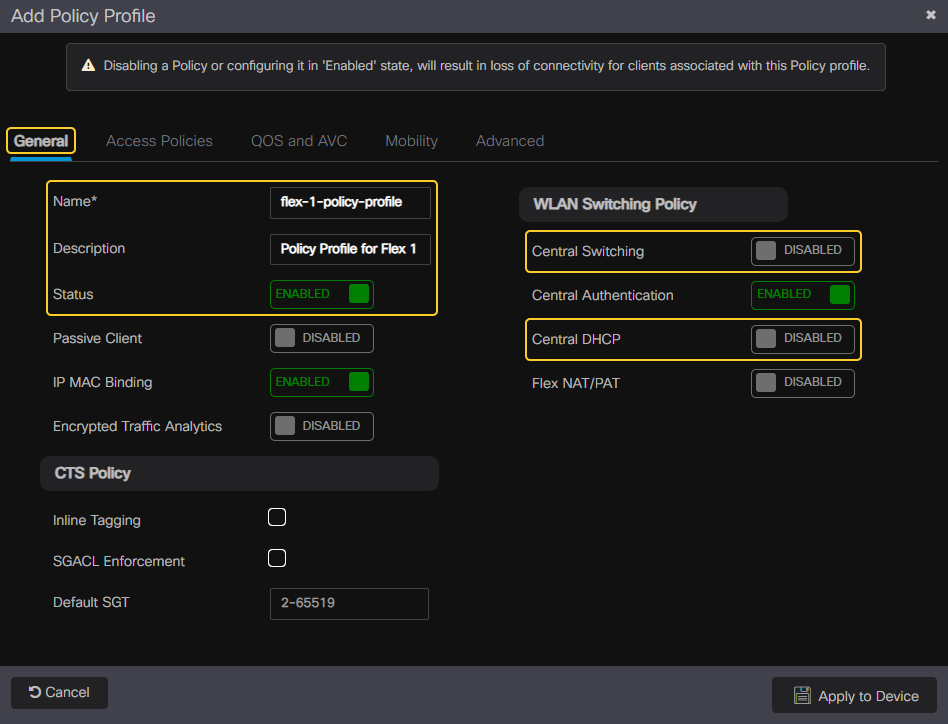 Add Policy Profile
Disabling a Policy or configuring it in 'Enabled' state, will result in loss of connectivity for clients associated with this Policy profile.
General Access Policies QOS and AVC Mobility Advanced
Name* flex-1-policy-profile
Description Policy Profile for Flex 1
Status ENABLED
Passive Client DISABLED
IP MAC Binding ENABLED
Encrypted Traffic Analytics DISABLED
CTS Policy
Inline Tagging
SGACL Enforcement
Default SGT 2-65519
WLAN Switching Policy
Central Switching DISABLED
Central Authentication ENABLED
Central DHCP DISABLED
Flex NAT/PAT DISABLED
Cancel Apply to Device